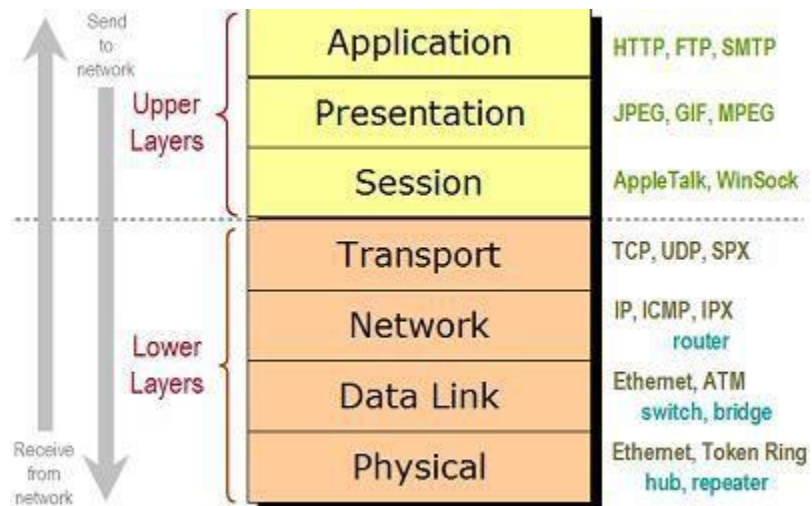 Send
to
network
Upper
Layers
Application
HTTP, FTP, SMTP
Presentation
JPEG, GIF, MPEG
Session
AppleTalk, WinSock
Lower
Layers
Transport
TCP, UDP, SPX
Network
IP, ICMP, IPX
router
Data Link
Ethernet, ATM
switch, bridge
Physical
Ethernet, Token Ring
hub, repeater
Receive
from
network